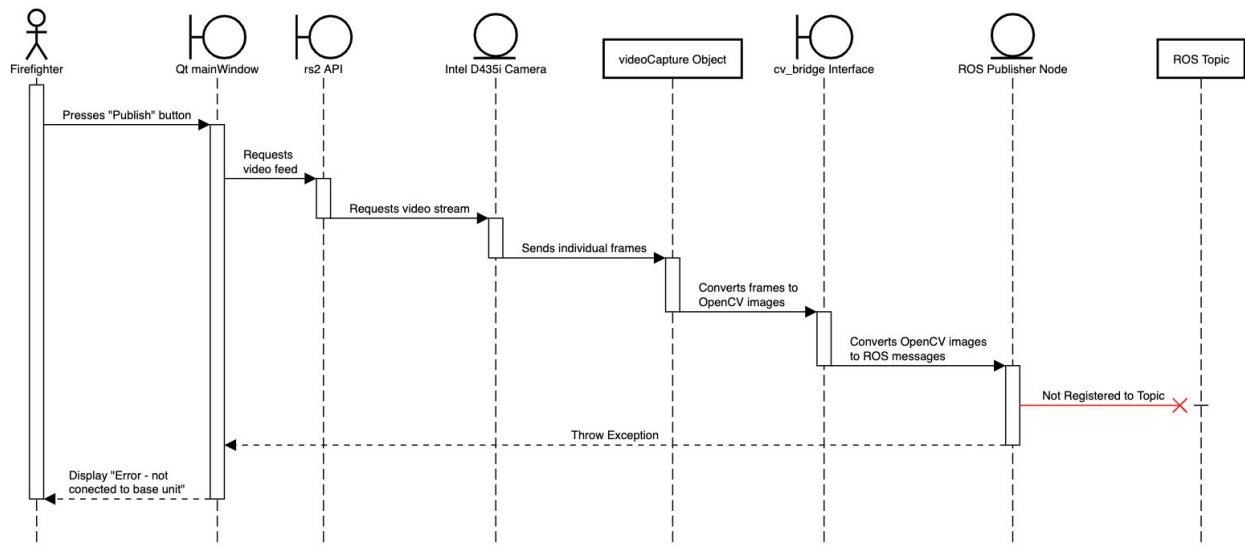 Firefighter
Qt mainWindow
rs2 API
Intel D435i Camera
videoCapture Object
cv_bridge Interface
ROS Publisher Node
ROS Topic
Presses "Publish" button
Requests
video feed
Requests video stream
Sends individual frames
Converts frames to
OpenCV images
Converts OpenCV images
to ROS messages
Not Registered to Topic
Throw Exception
Display "Error - not
conected to base unit"